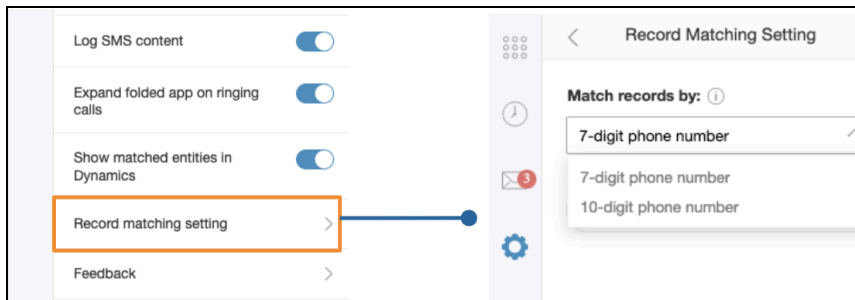 Log SMS content
Expand folded app on ringing
calls
Show matched entities in
Dynamics
Record matching setting
Feedback
Record Matching Setting
Match records by:
7-digit phone number
7-digit phone number
10-digit phone number
3